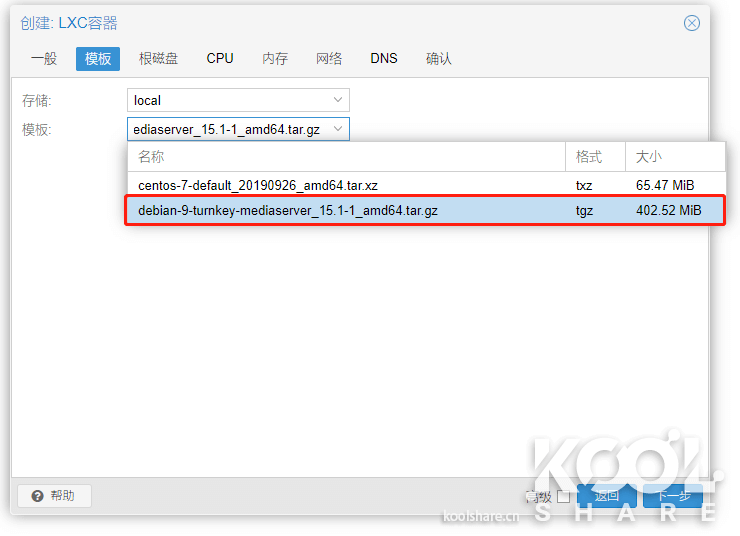 创建: LXC容器
一般 模板 根磁盘 CPU 内存 网络 DNS 确认
存储: local
模板: ediaserver_15.1-1_amd64.tar.gz
名称 格式 大小
centos-7-default_20190926_amd64.tar.xz txz 65.47 MiB
debian-9-turnkey-mediaserver_15.1-1_amd64.tar.gz tgz 402.52 MiB
帮助 高级 返回 下一步
KOOL
SHARE
koolshare.cn